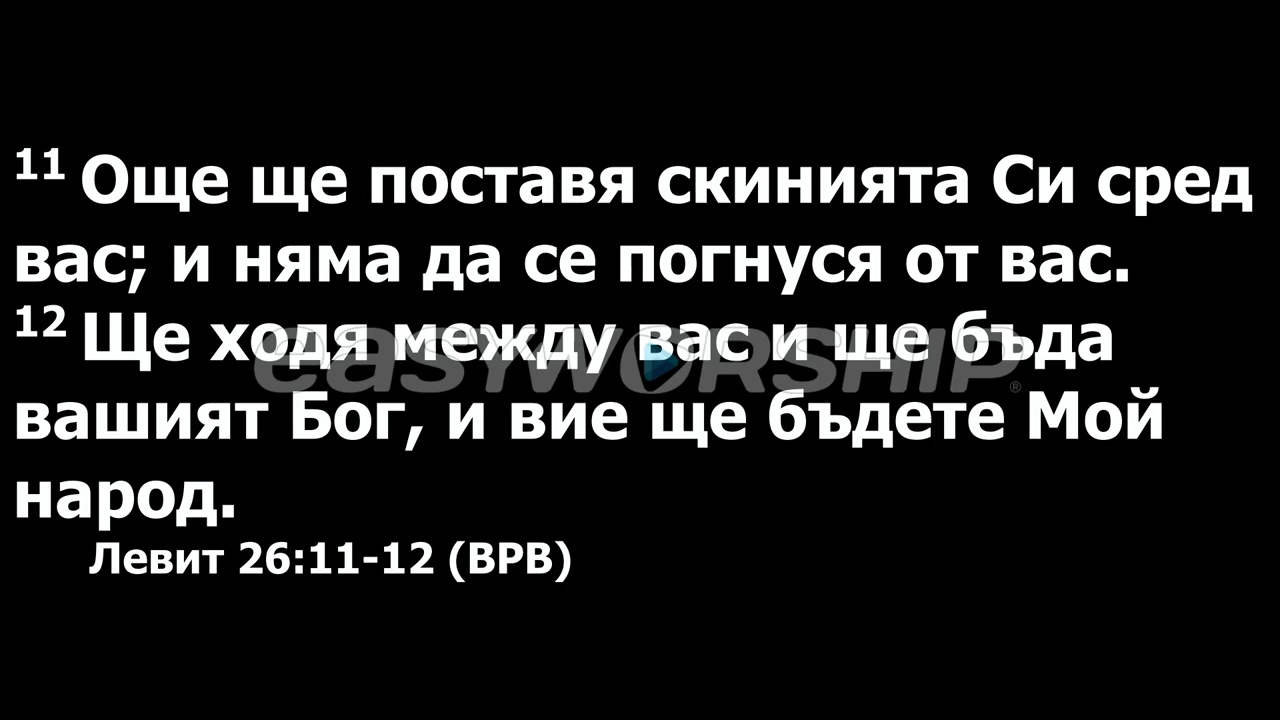 11 Още ще поставя скинията Си сред
вас; и няма да се погнуся от вас.
12 Ще ходя между вас и ще бъда
easyworship®
вашият Бог, и вие ще бъдете Мой
народ.
Левит 26:11-12 (ВРВ)